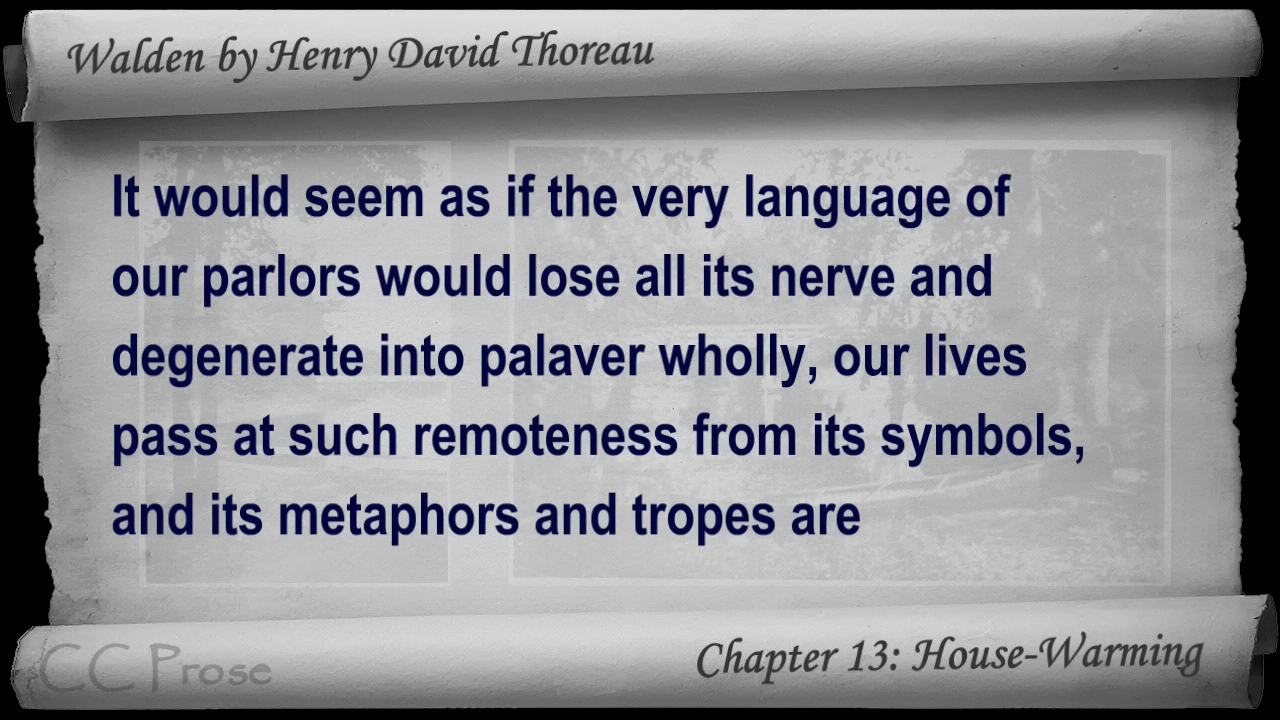 Walden by Henry David Thoreau
It would seem as if the very language of
our parlors would lose all its nerve and
degenerate into palaver wholly, our lives
pass at such remoteness from its symbols,
and its metaphors and tropes are
CC Prose
Chapter 13: House-Warming